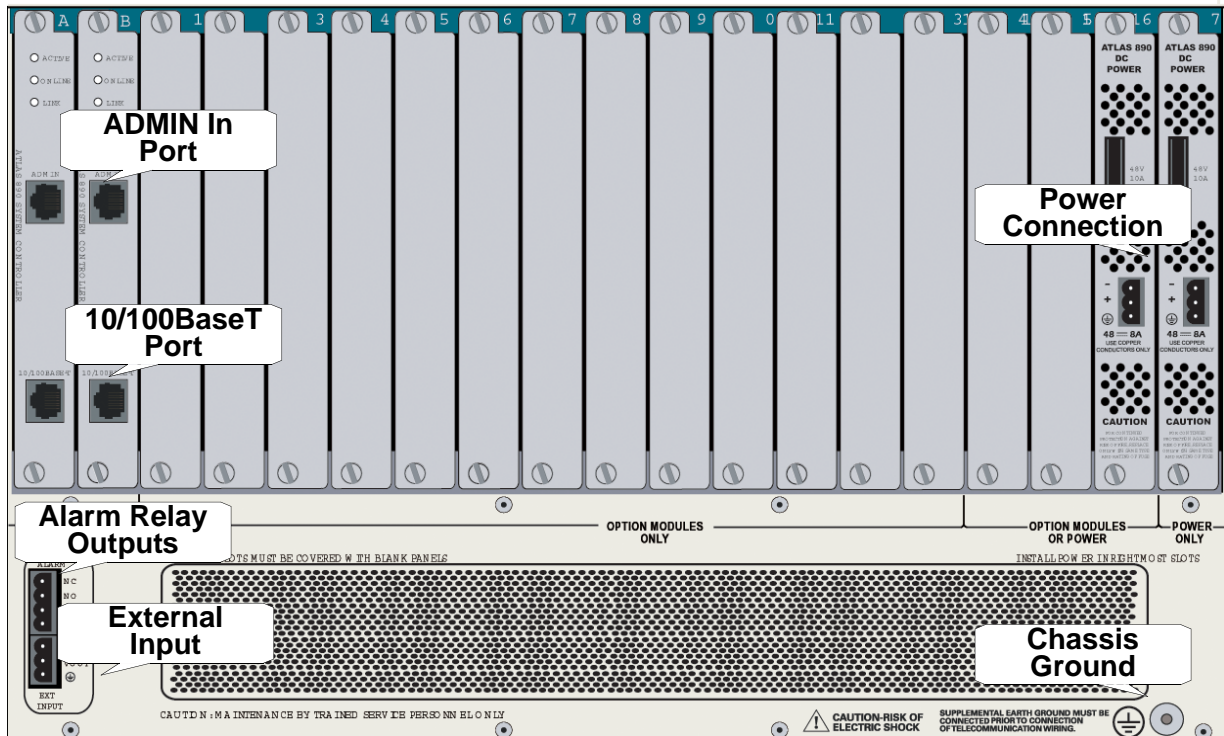 A B 1 3 4 5 6 7 8 9 0 11 31 4 16 7
ACTIVE ACTIVE
ONLINE ONLINE
LINK LINK
ATLAS 890
DC
POWER
ATLAS 890
DC
POWER
ADMIN In
Port
ATLAS 890 SYSTEM CONTROLLER
S 890 SYSTEM CONTROLLER
ADMIN
48V
10A
48V
10A
Power
Connection
10/100BaseT
Port
10/100BASE-T
-
+
48 8A
USE COPPER
CONDUCTORS ONLY
-
+
48 8A
USE COPPER
CONDUCTORS ONLY
CAUTION
CAUTION
Alarm Relay
Outputs
OPTION MODULES
ONLY
OPTION MODULES
OR POWER
POWER
ONLY
MUST BE COVERED WITH BLANK PANELS
INSTALL POWER IN RIGHTMOST SLOTS
ALARM
NC
NO
External
Input
EXT
INPUT
Chassis
Ground
CAUTION: MAINTENANCE BY TRAINED SERVICE PERSONNEL ONLY
CAUTION-RISK OF
ELECTRIC SHOCK
SUPPLEMENTAL EARTH GROUND MUST BE
CONNECTED PRIOR TO CONNECTION
OF TELECOMMUNICATION WIRING.